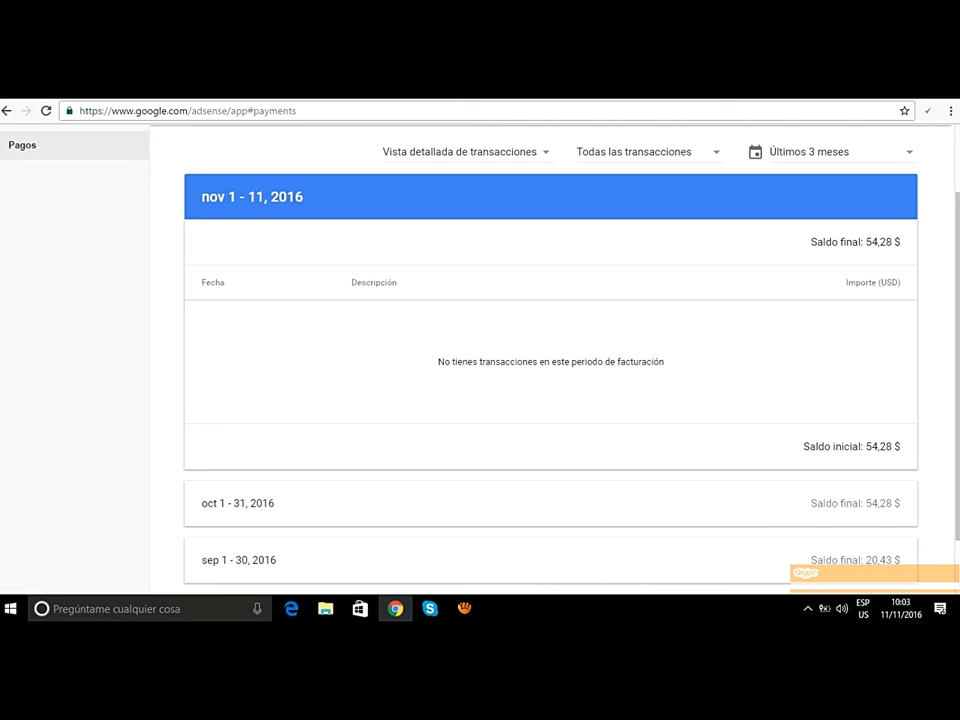 https://www.google.com/adsense/app#payments
Pagos
Vista detallada de transacciones Todas las transacciones Últimos 3 meses
nov 1 - 11, 2016
Saldo final: 54,28 $
Fecha Descripción Importe (USD)
No tienes transacciones en este periodo de facturación
Saldo inicial: 54,28 $
oct 1 - 31, 2016 Saldo final: 54,28 $
sep 1 - 30, 2016 Saldo final: 20,43 $
skype
Pregúntame cualquier cosa
ESP 10:03
US 11/11/2016